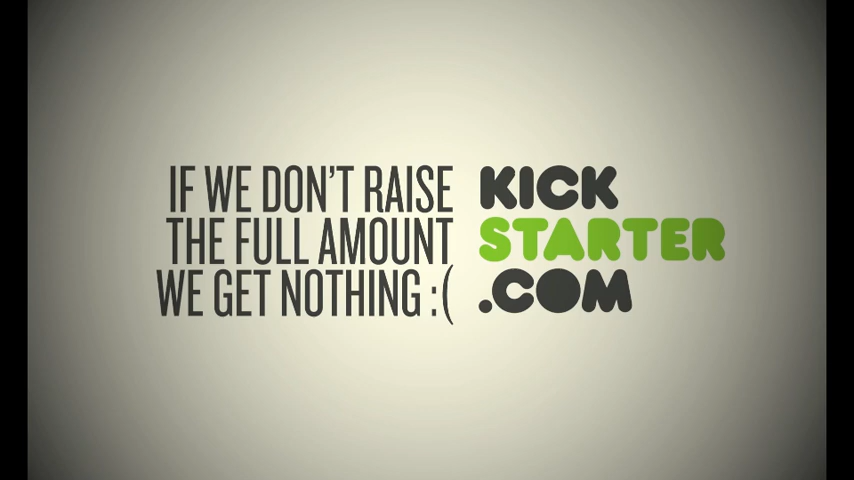 IF WE DON'T RAISE
THE FULL AMOUNT
WE GET NOTHING :(
KICK
STARTER
.COM